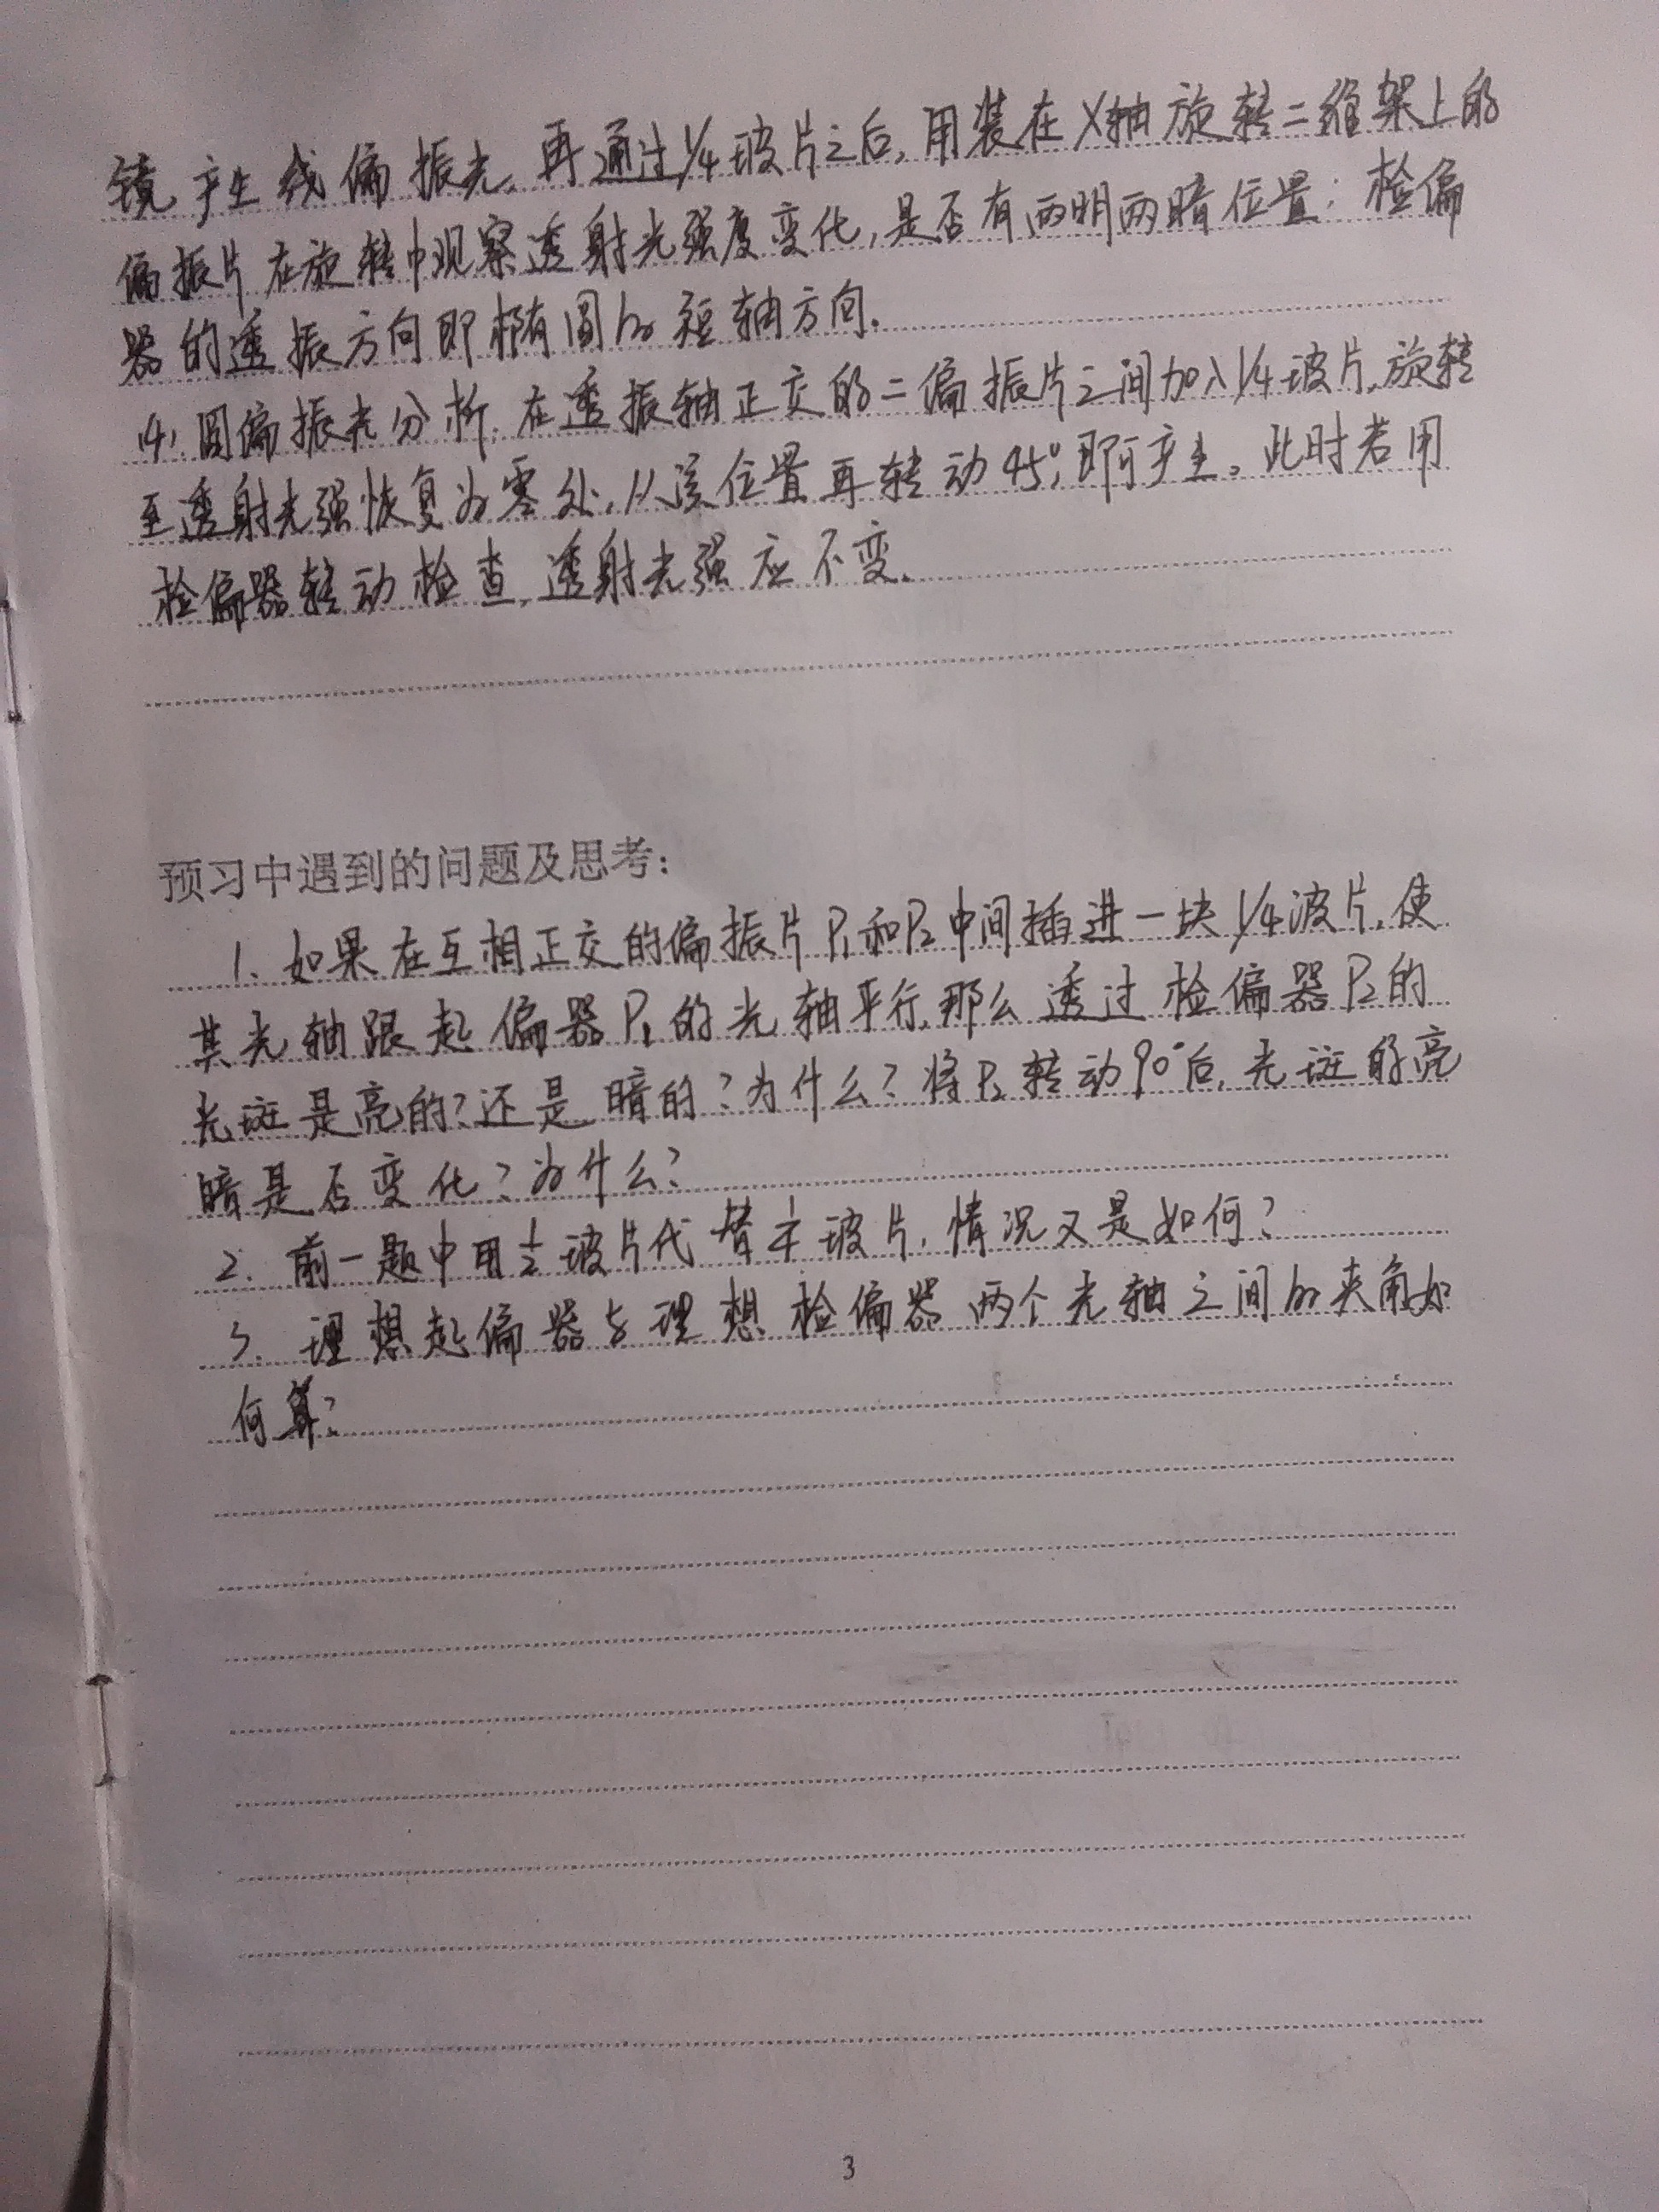 镜产生线偏振光,再通过1/4玻片之后,用装在X轴旋转二维架上的
偏振片在旋转中观察透射光强度变化,是否有两明两暗位置;检偏
器的透振方向即椭圆的短轴方向.
(4).圆偏振光分析.在透振轴正交的二偏振片之间加入1/4玻片,旋转
至透射光强恢复为零处,从该位置再转动45°,即可产生。此时若用
检偏器转动检查,透射光强应不变.
预习中遇到的问题及思考:
1、如果在互相正交的偏振片P₁和P₂中间插进一块1/4波片,使
其光轴跟起偏器P₁的光轴平行,那么透过检偏器P₂的
光斑是亮的?还是暗的?为什么?将P₂转动90°后,光斑的亮
暗是否变化?为什么?
2. 前一题中用½玻片代替¼玻片,情况又是如何?
3. 理想起偏器与理想检偏器两个光轴之间的夹角如
何算?
3